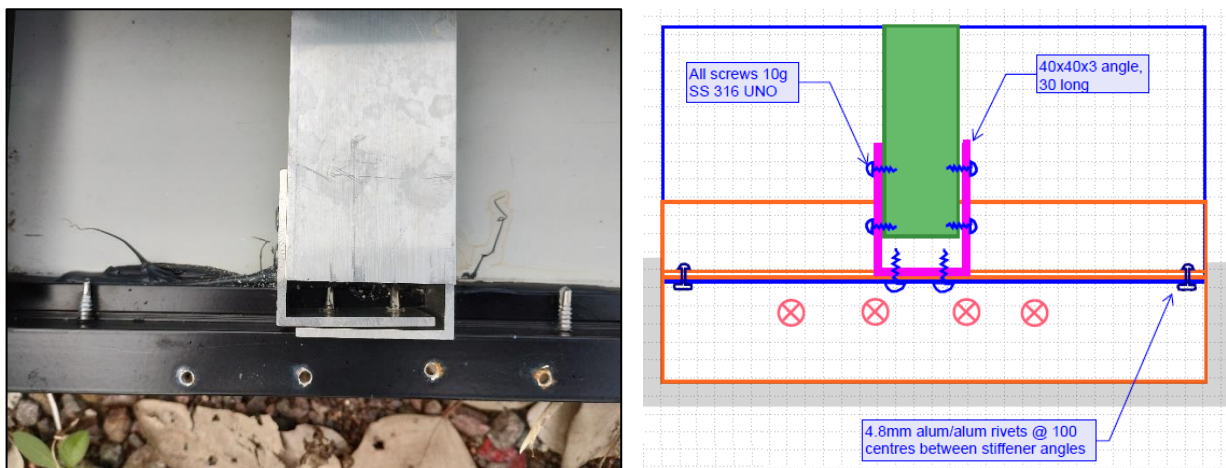 All screws 10g
SS 316 UNO
40x40x3 angle,
30 long
4.8mm alum/alum rivets @ 100
centres between stiffener angles